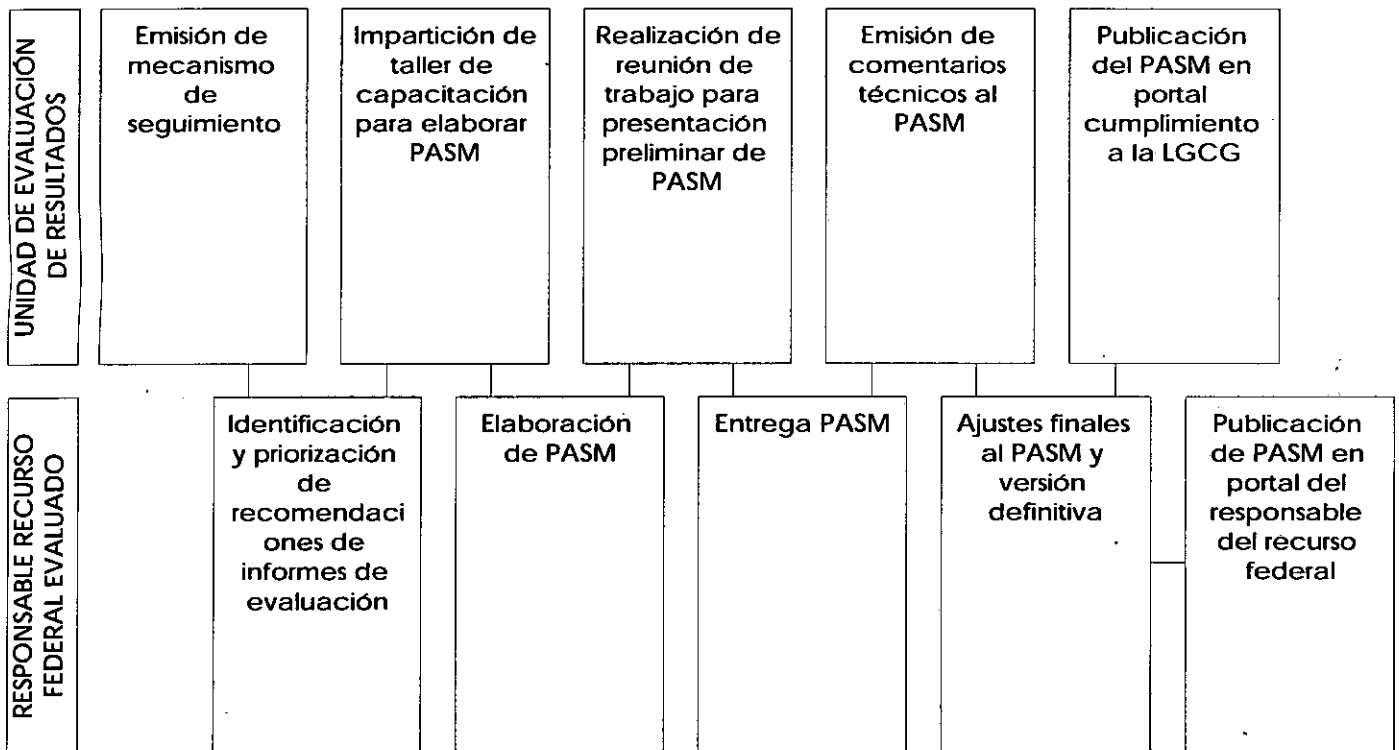 UNIDAD DE EVALUACIÓN
DE RESULTADOS
Emisión de
mecanismo
de
seguimiento
Impartición de
taller de
capacitación
para elaborar
PASM
Realización de
reunión de
trabajo para
presentación
preliminar de
PASM
Emisión de
comentarios
técnicos al
PASM
Publicación
del PASM en
portal
cumplimiento
a la LGCG
RESPONSABLE RECURSO
FEDERAL EVALUADO
Identificación
y priorización
de
recomendaci
ones de
informes de
evaluación
Elaboración
de PASM
Entrega PASM
Ajustes finales
al PASM y
versión
definitiva
Publicación
de PASM en
portal del
responsable
del recurso
federal